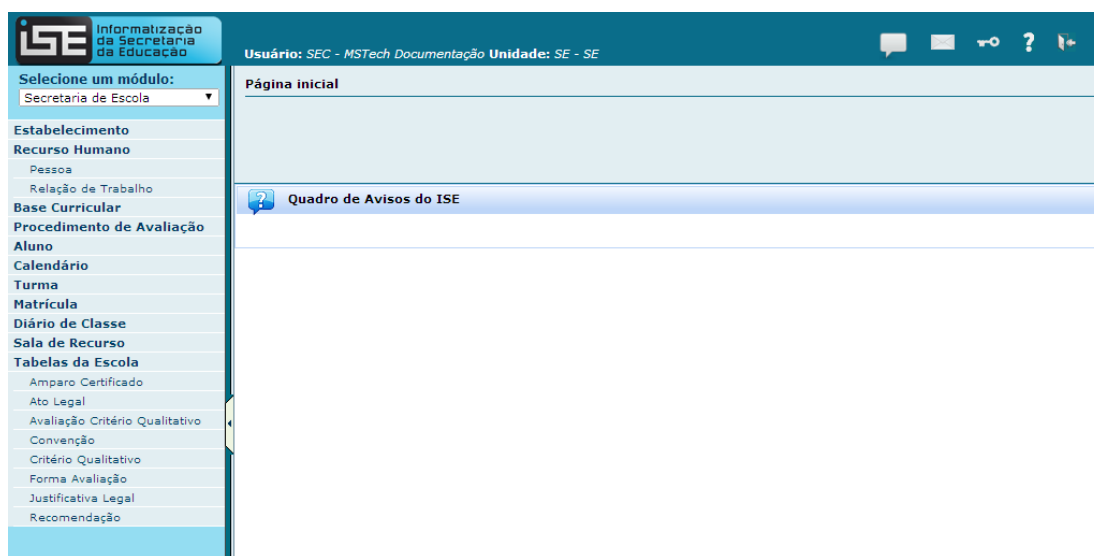 ISE
Informatização
da Secretaria
da Educação
Usuário: SEC - MSTech Documentação Unidade: SE - SE
?
Selecione um módulo:
Secretaria de Escola
Estabelecimento
Recurso Humano
Pessoa
Relação de Trabalho
Base Curricular
Procedimento de Avaliação
Aluno
Calendário
Turma
Matrícula
Diário de Classe
Sala de Recurso
Tabelas da Escola
Amparo Certificado
Ato Legal
Avaliação Critério Qualitativo
Convenção
Critério Qualitativo
Forma Avaliação
Justificativa Legal
Recomendação
Página inicial
? Quadro de Avisos do ISE